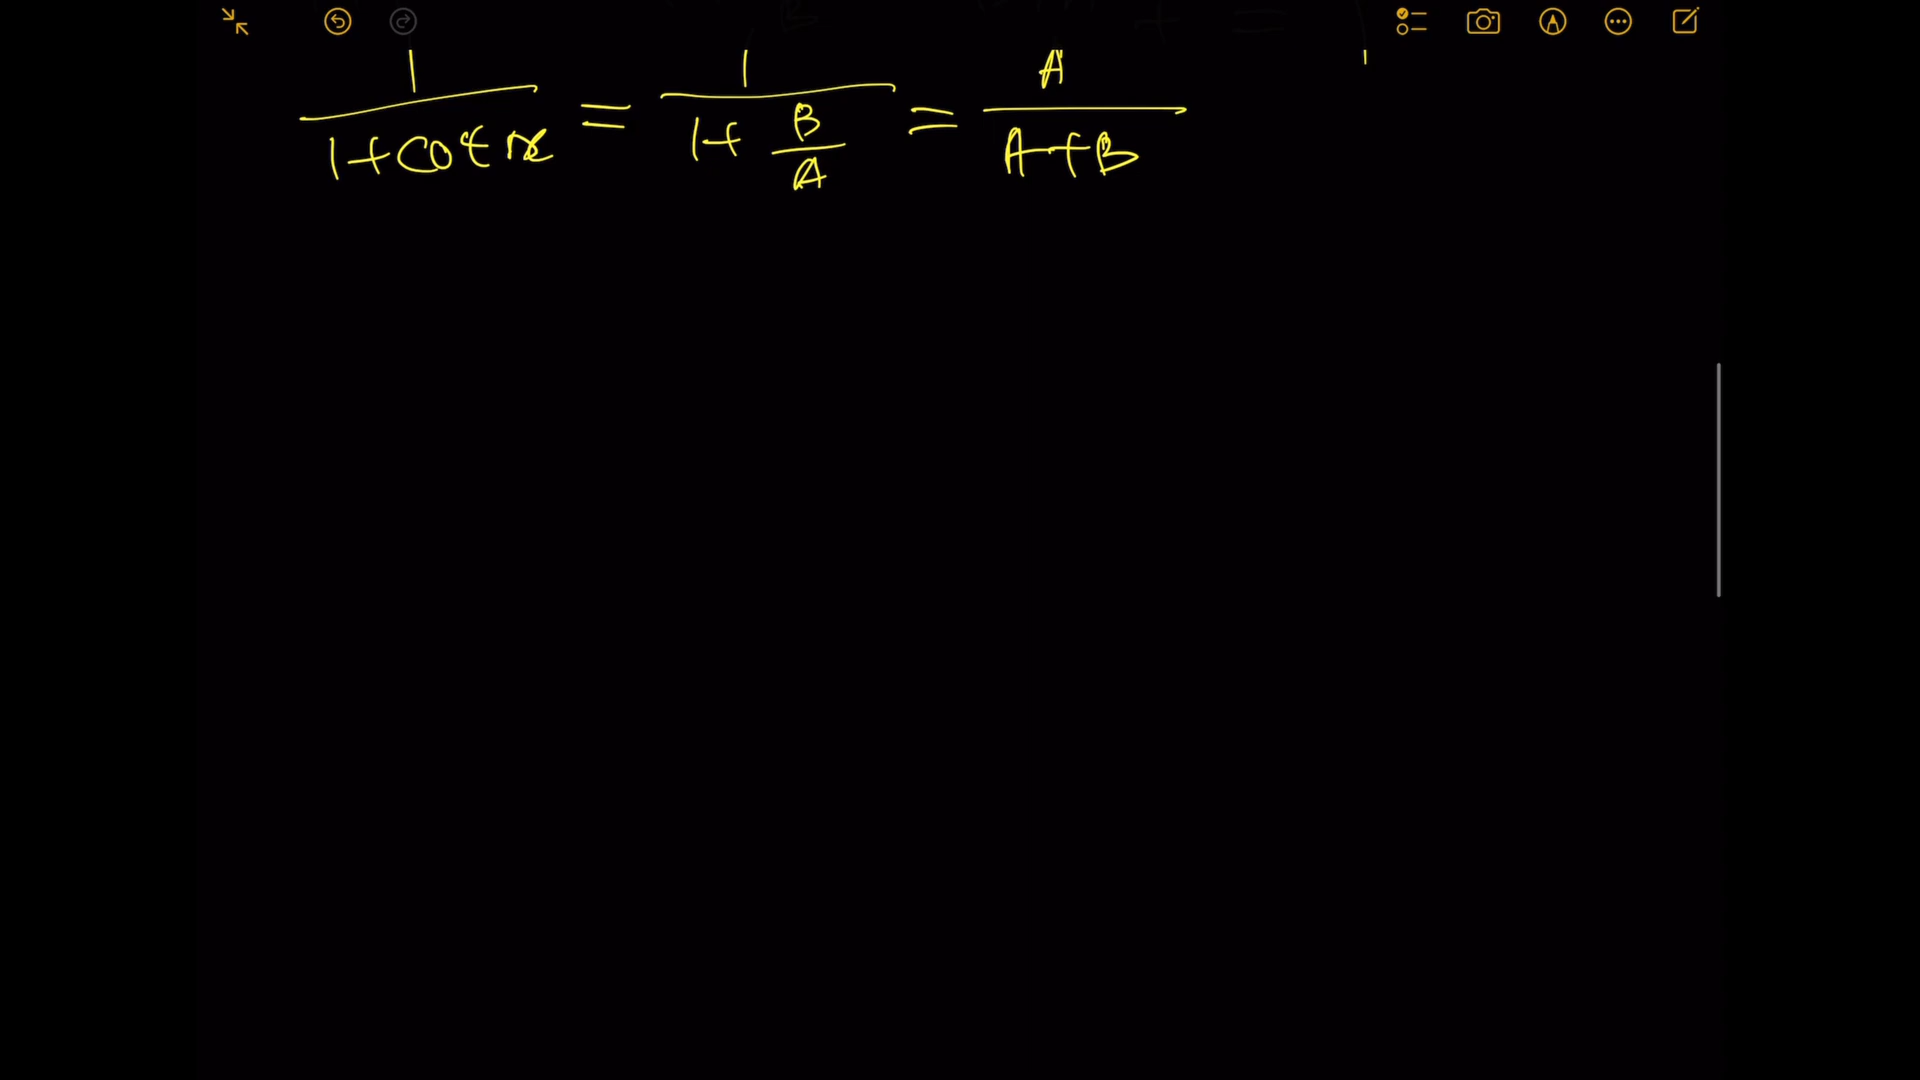 1/(1+cot x) = 1/(1+ B/A) = A/(A+B)